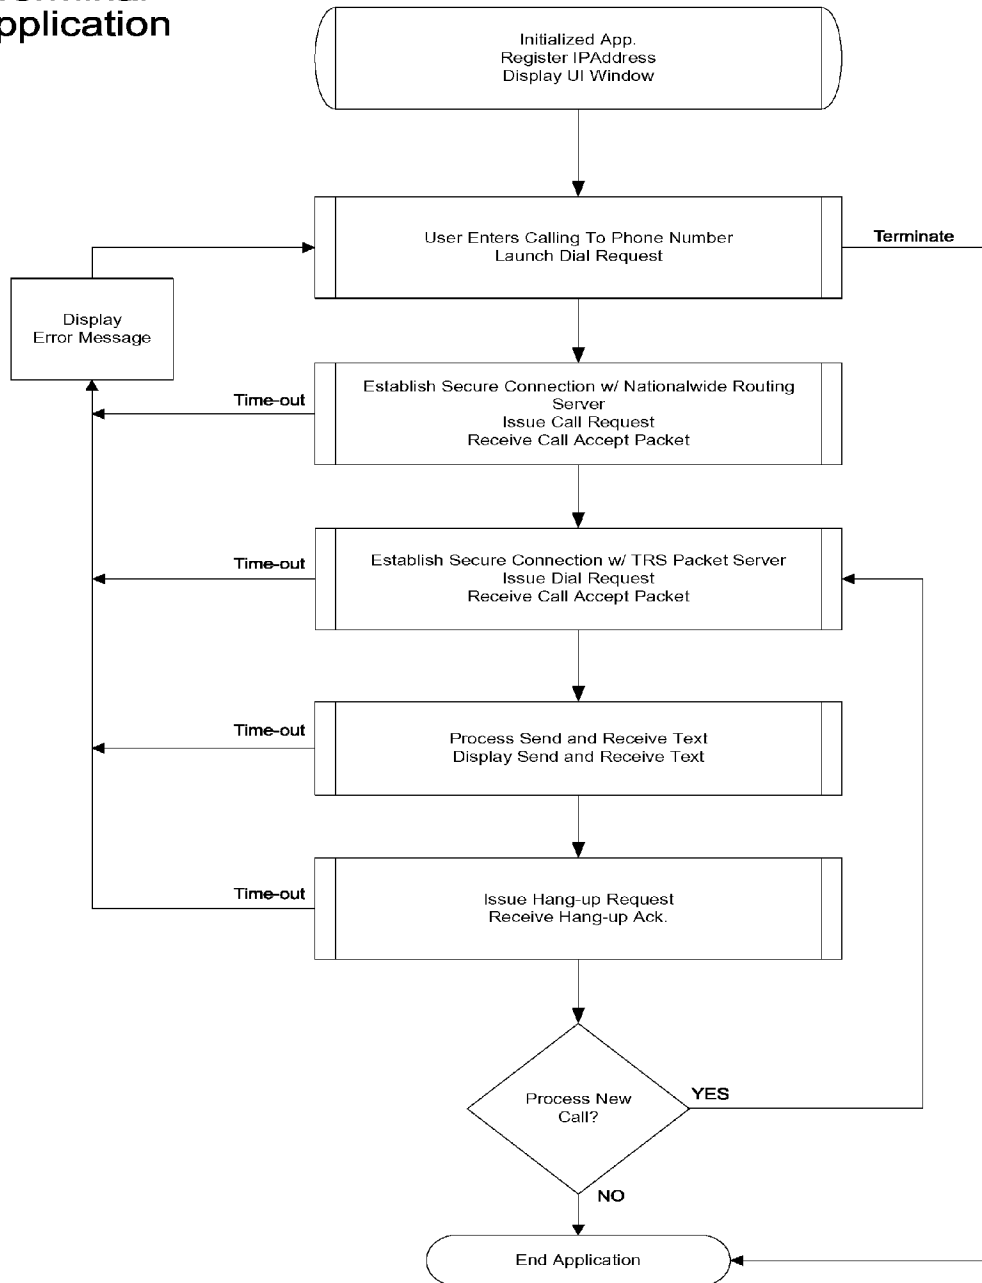 pplication
Initialized App.
Register IPAddress
Display UI Window
User Enters Calling To Phone Number
Launch Dial Request
Terminate
Display
Error Message
Time-out
Establish Secure Connection w/ Nationalwide Routing
Server
Issue Call Request
Receive Call Accept Packet
Time-out
Establish Secure Connection w/ TRS Packet Server
Issue Dial Request
Receive Call Accept Packet
Time-out
Process Send and Receive Text
Display Send and Receive Text
Time-out
Issue Hang-up Request
Receive Hang-up Ack.
Process New
Call?
YES
NO
End Application